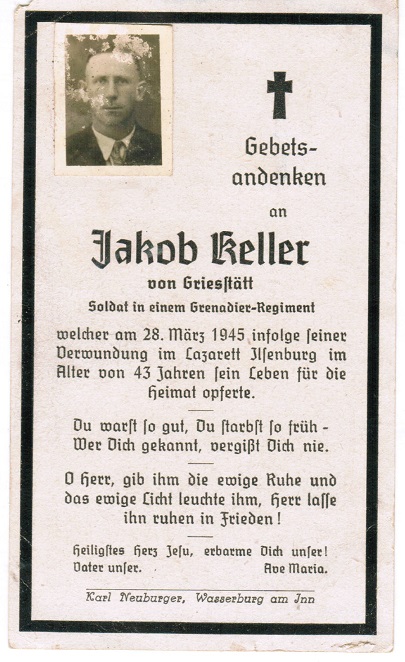 Gebets-
andenken
an
Jakob Keller
von Griesstätt
Soldat in einem Grenadier-Regiment
welcher am 28. März 1945 infolge seiner
Verwundung im Lazarett Ilsenburg im
Alter von 43 Jahren sein Leben für die
Heimat opferte.
Du warst so gut, Du starbst so früh -
Wer Dich gekannt, vergißt Dich nie.
O Herr, gib ihm die ewige Ruhe und
das ewige Licht leuchte ihm, Herr lasse
ihn ruhen in Frieden!
Heiligstes Herz Jesu, erbarme Dich unser!
Vater unser. Ave Maria.
Karl Neuburger, Wasserburg am Inn